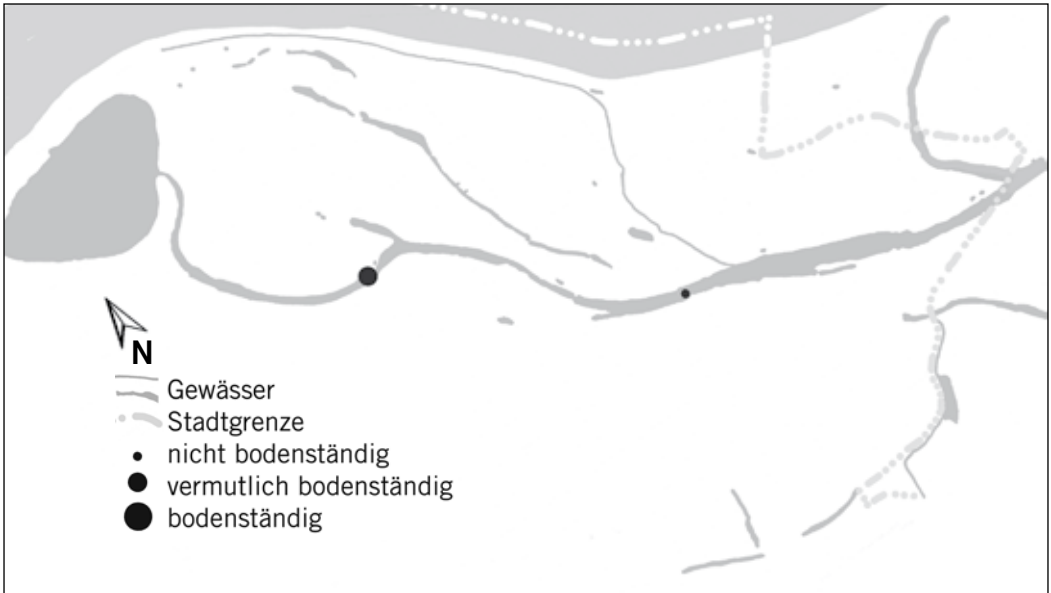 N
Gewässer
Stadtgrenze
nicht bodenständig
vermutlich bodenständig
bodenständig